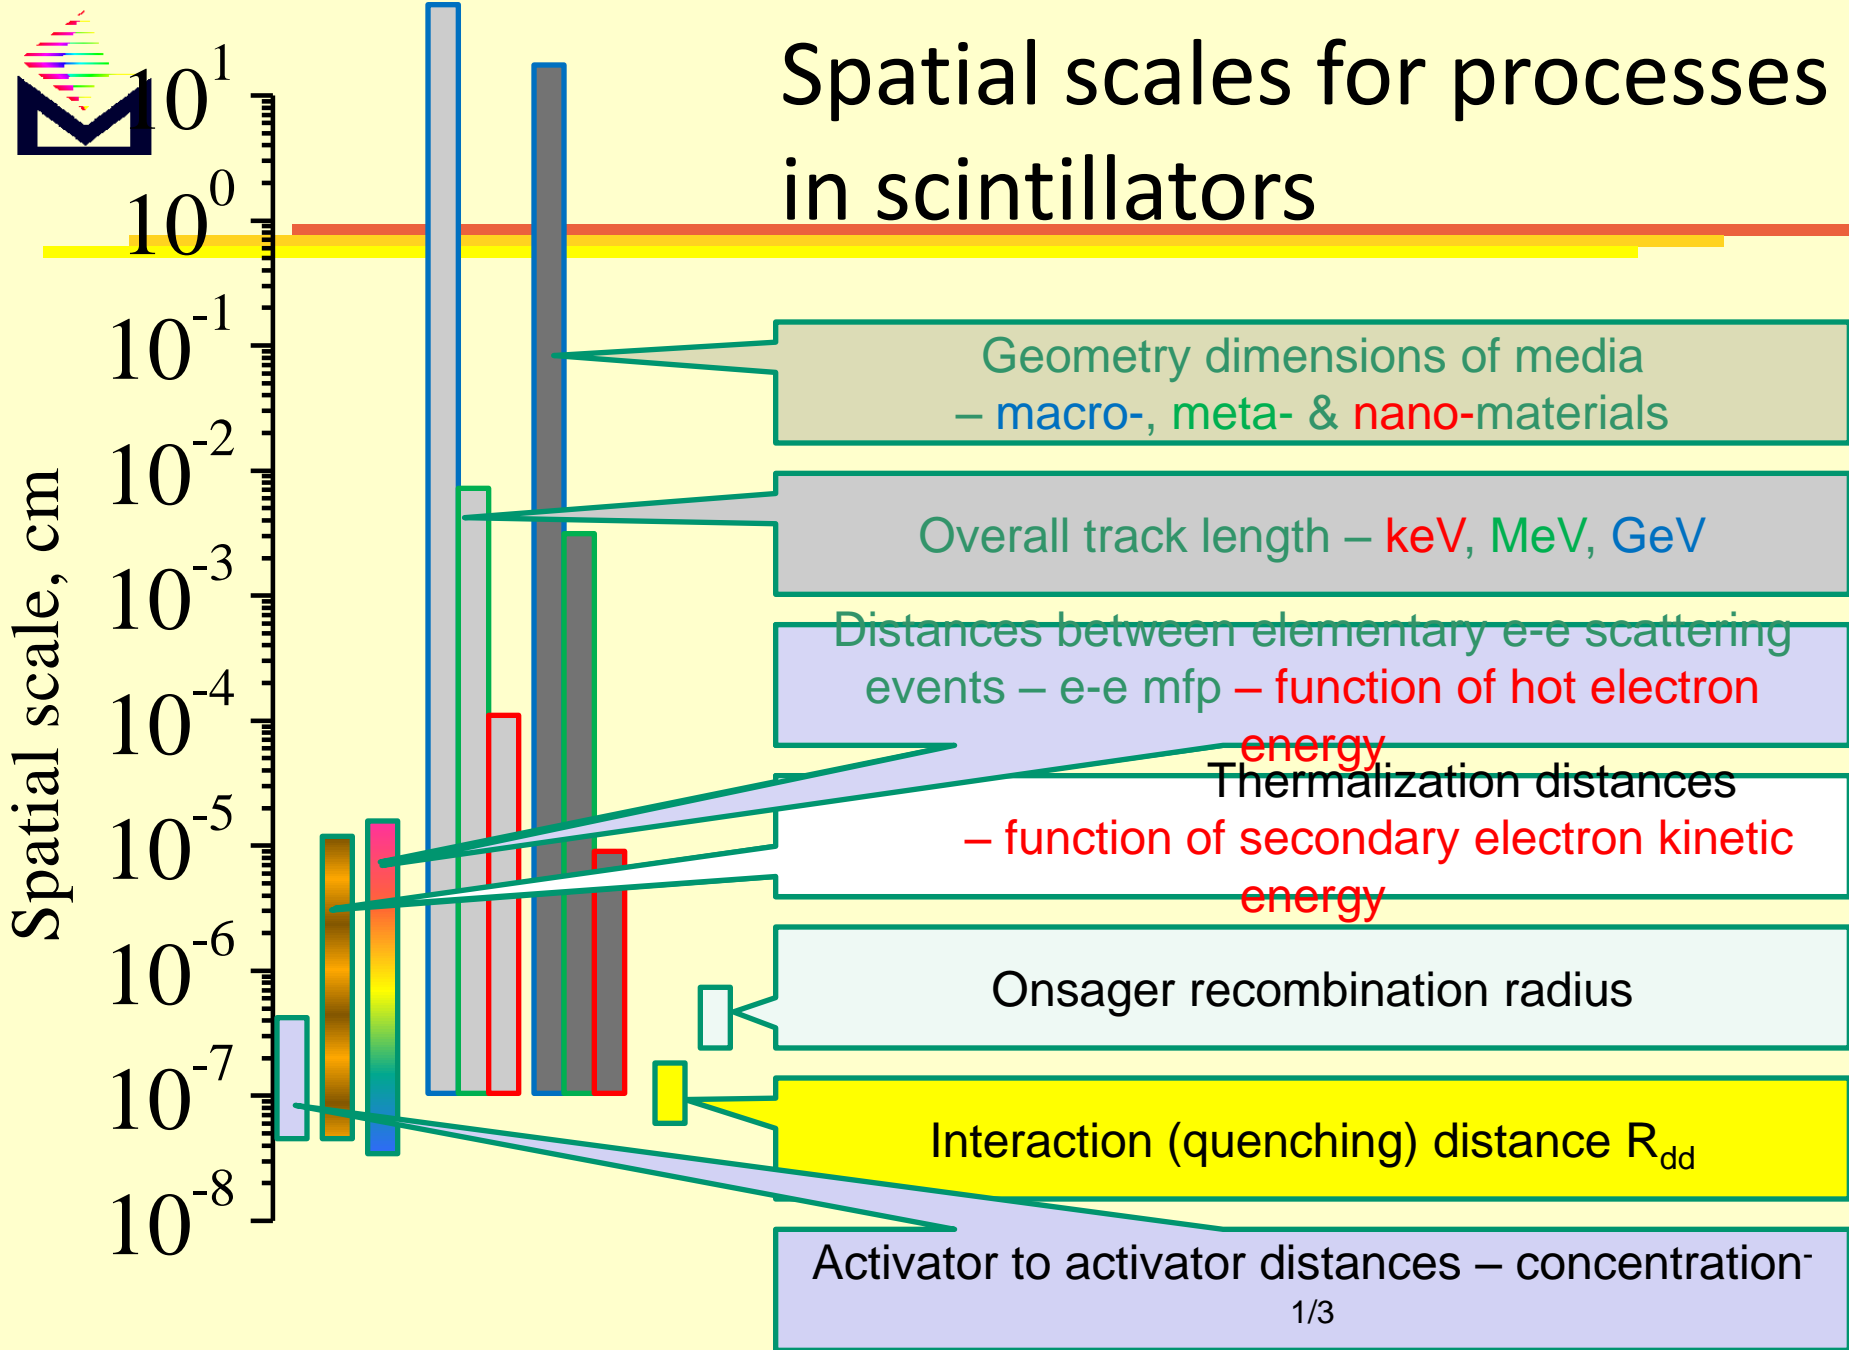 Spatial scales for processes
in scintillators
10^1
10^0
10^-1
10^-2
10^-3
10^-4
10^-5
10^-6
10^-7
10^-8
Spatial scale, cm
Geometry dimensions of media
– macro-, meta- & nano-materials
Overall track length – keV, MeV, GeV
Distances between elementary e-e scattering
events – e-e mfp – function of hot electron
energy
Thermalization distances
– function of secondary electron kinetic
energy
Onsager recombination radius
Interaction (quenching) distance R_dd
Activator to activator distances – concentration^-
1/3